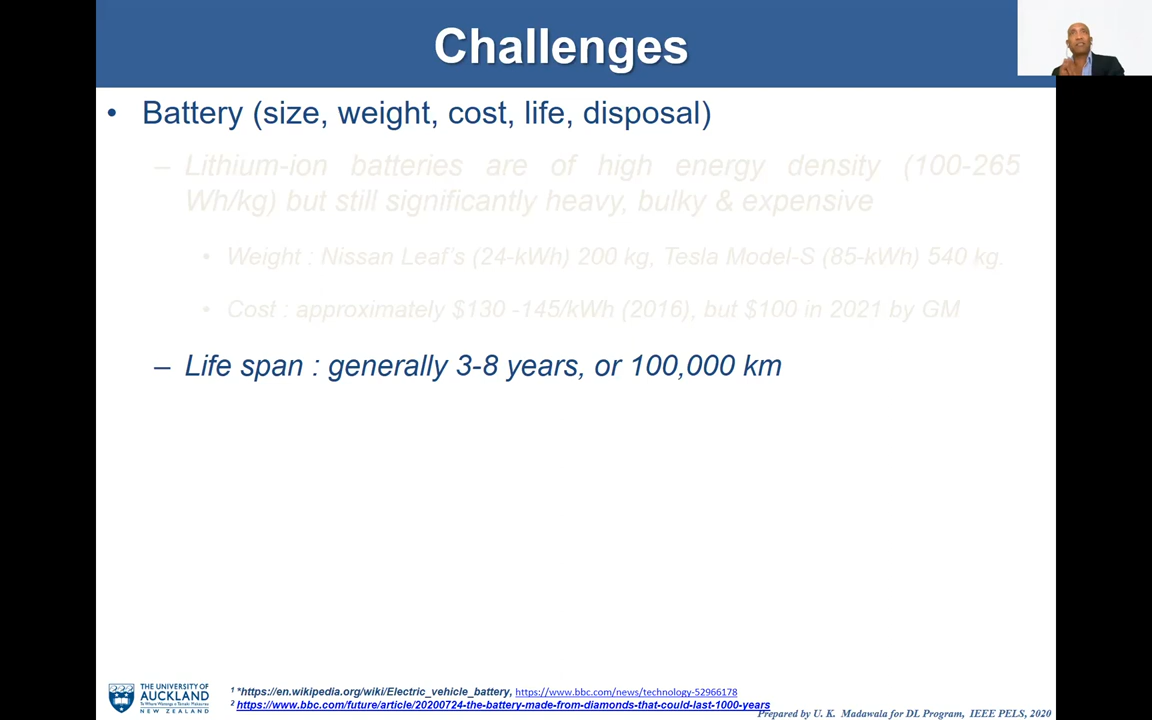 Challenges
• Battery (size, weight, cost, life, disposal)
– Lithium-ion batteries are of high energy density (100-265
Wh/kg) but still significantly heavy, bulky & expensive
• Weight : Nissan Leaf's (24-kWh) 200 kg, Tesla Model-S (85-kWh) 540 kg.
• Cost : approximately $130 -145/kWh (2016), but $100 in 2021 by GM
– Life span : generally 3-8 years, or 100,000 km
THE UNIVERSITY OF
AUCKLAND
NEW ZEALAND
1 *https://en.wikipedia.org/wiki/Electric_vehicle_battery, https://www.bbc.com/news/technology-52966178
2 https://www.bbc.com/future/article/20200724-the-battery-made-from-diamonds-that-could-last-1000-years
Prepared by U. K. Madawala for DL Program, IEEE PELS, 2020